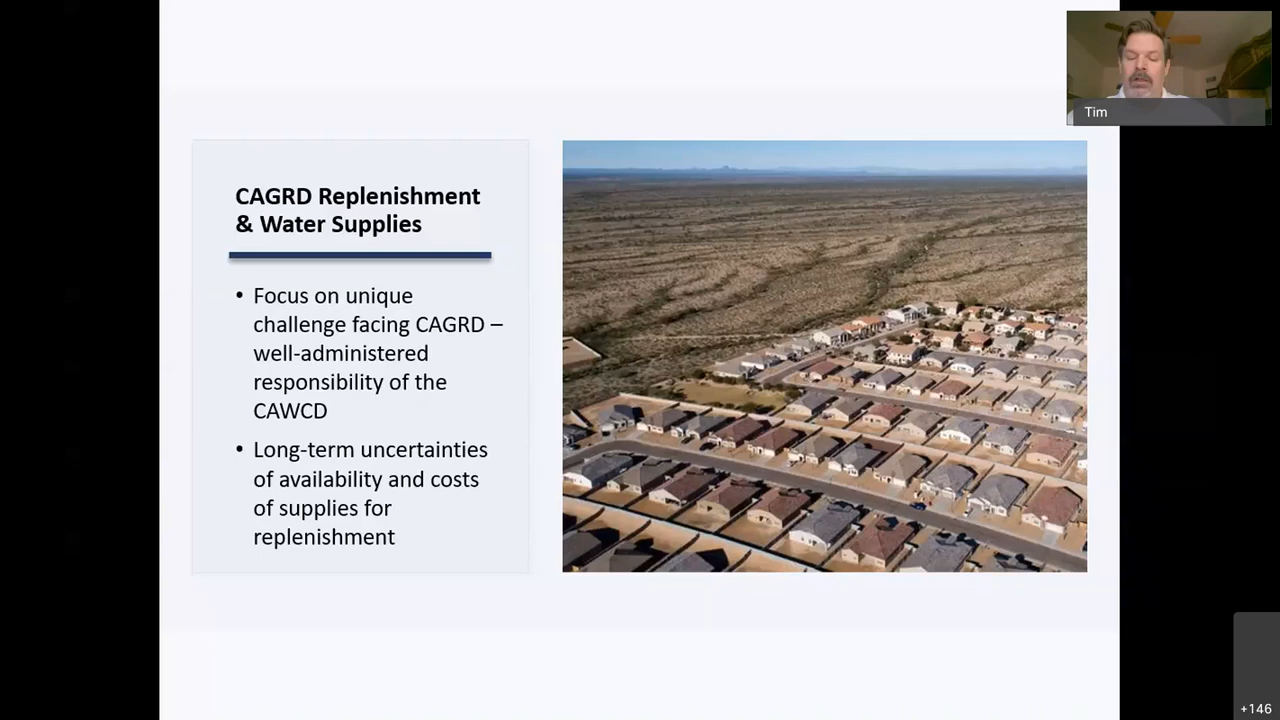 Tim
CAGRD Replenishment
& Water Supplies
• Focus on unique
challenge facing CAGRD –
well-administered
responsibility of the
CAWCD
• Long-term uncertainties
of availability and costs
of supplies for
replenishment
+146